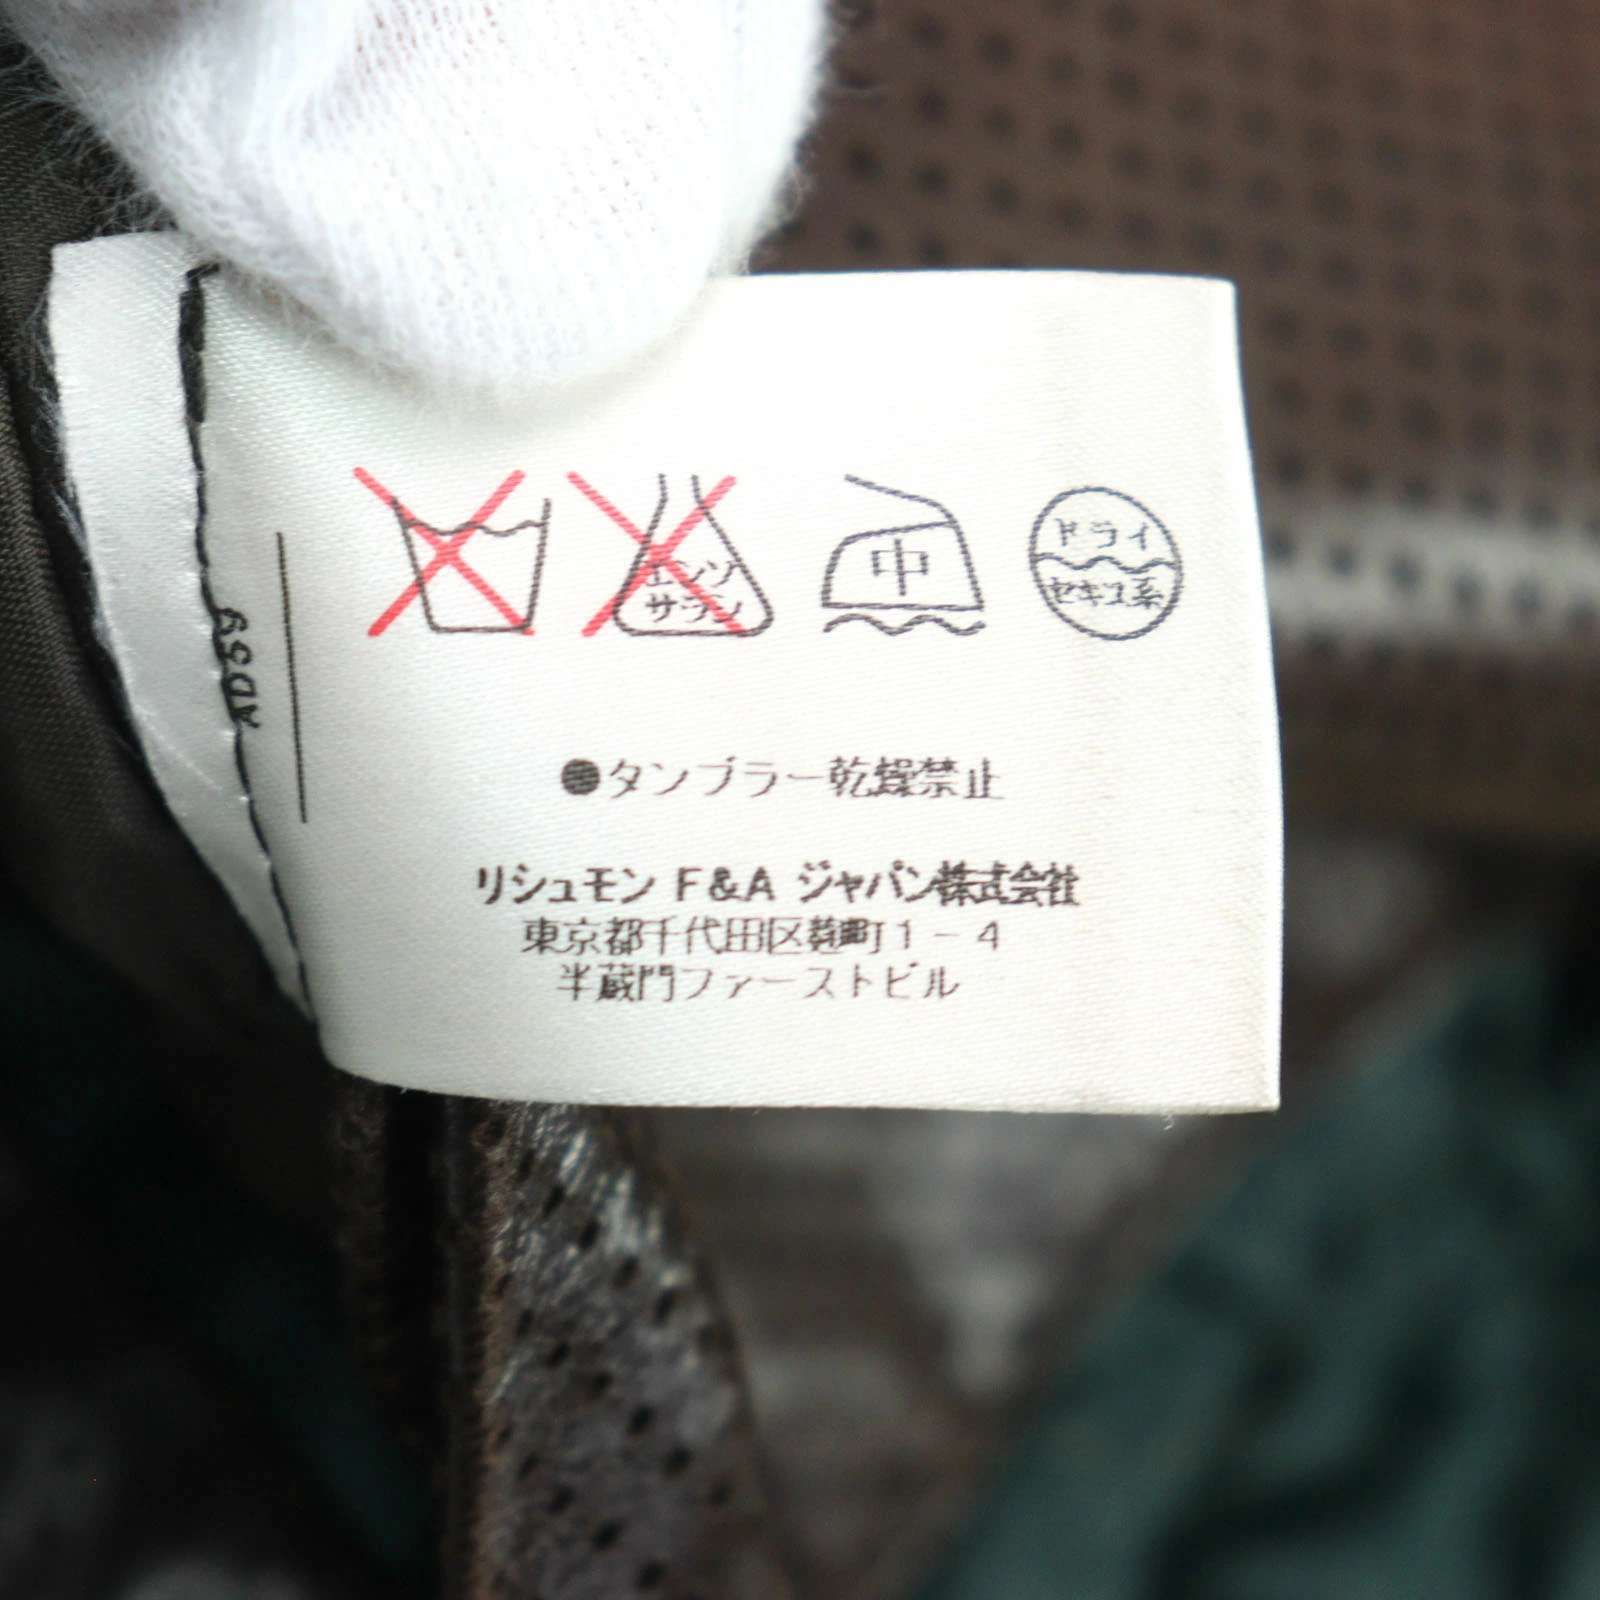 エンソ
サラシ
中
ドライ
セキユ系
●タンブラー乾燥禁止
リシュモン F&A ジャパン株式会社
東京都千代田区麹町1-4
半蔵門ファーストビル